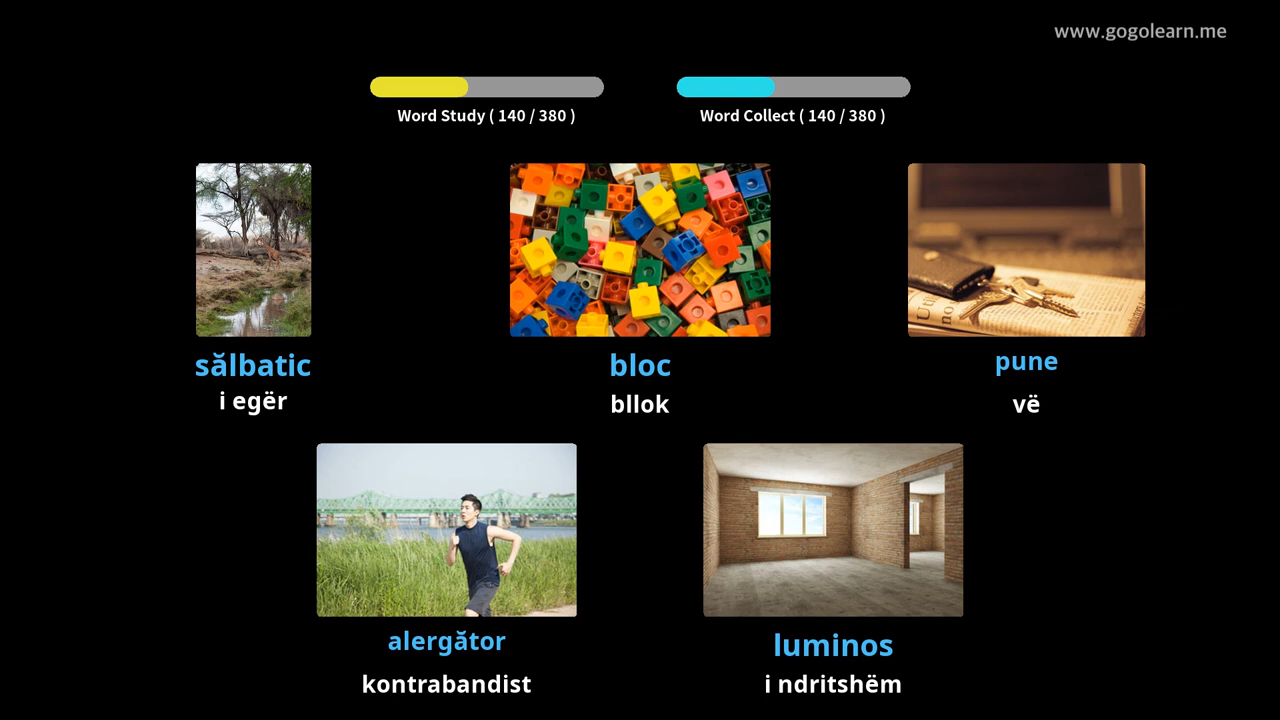 www.gogolearn.me
Word Study ( 140 / 380 )
Word Collect ( 140 / 380 )
sălbatic
i egër
bloc
bllok
pune
vë
alergător
kontrabandist
luminos
i ndritshëm